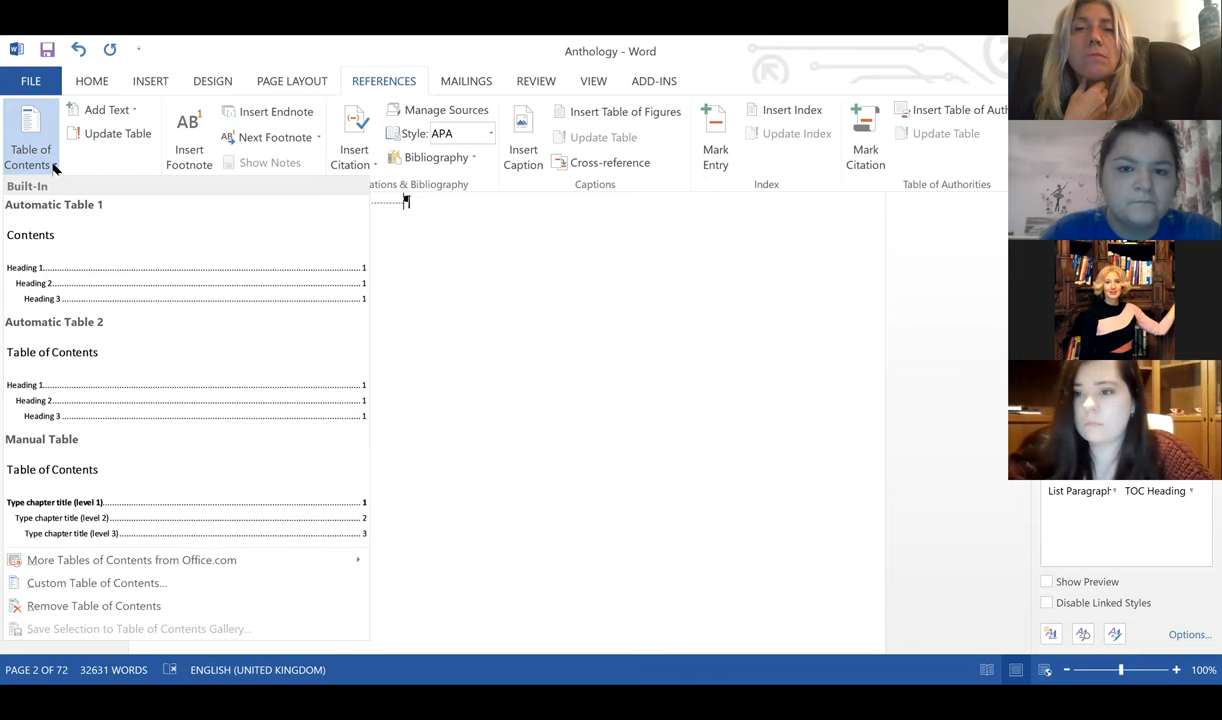 Anthology - Word
FILE HOME INSERT DESIGN PAGE LAYOUT REFERENCES MAILINGS REVIEW VIEW ADD-INS
Table of Contents
Add Text
Update Table
AB1
Insert Footnote
Insert Endnote
Next Footnote
Show Notes
Insert Citation
Manage Sources
Style: APA
Bibliography
ations & Bibliography
Insert Caption
Insert Table of Figures
Update Table
Cross-reference
Captions
Mark Entry
Insert Index
Update Index
Index
Mark Citation
Insert Table of Auth
Update Table
Table of Authorities
Built-In
Automatic Table 1
Contents
Heading 1........ 1
Heading 2........ 1
Heading 3........ 1
Automatic Table 2
Table of Contents
Heading 1........ 1
Heading 2........ 1
Heading 3........ 1
Manual Table
Table of Contents
Type chapter title (level 1)........ 1
Type chapter title (level 2)........ 2
Type chapter title (level 3)........ 3
More Tables of Contents from Office.com
Custom Table of Contents...
Remove Table of Contents
Save Selection to Table of Contents Gallery...
¶
List Paragraph TOC Heading
Show Preview
Disable Linked Styles
Options...
PAGE 2 OF 72 32631 WORDS ENGLISH (UNITED KINGDOM) 100%